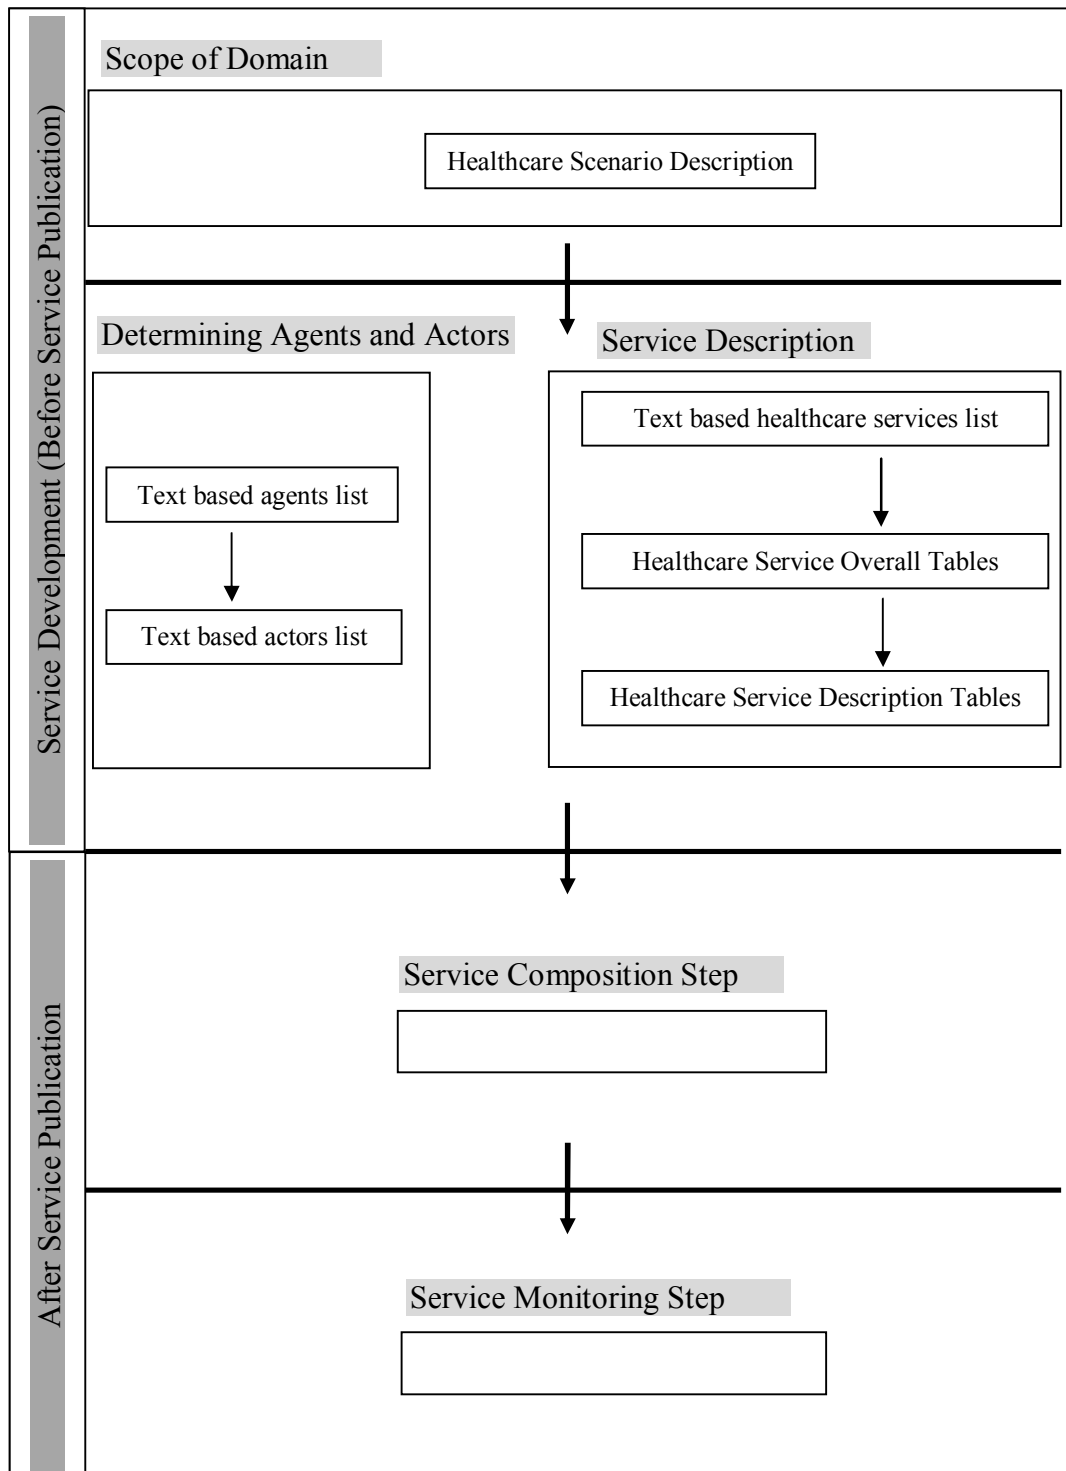 Service Development (Before Service Publication)
Scope of Domain
Healthcare Scenario Description
Determining Agents and Actors
Text based agents list
Text based actors list
Service Description
Text based healthcare services list
Healthcare Service Overall Tables
Healthcare Service Description Tables
After Service Publication
Service Composition Step
Service Monitoring Step